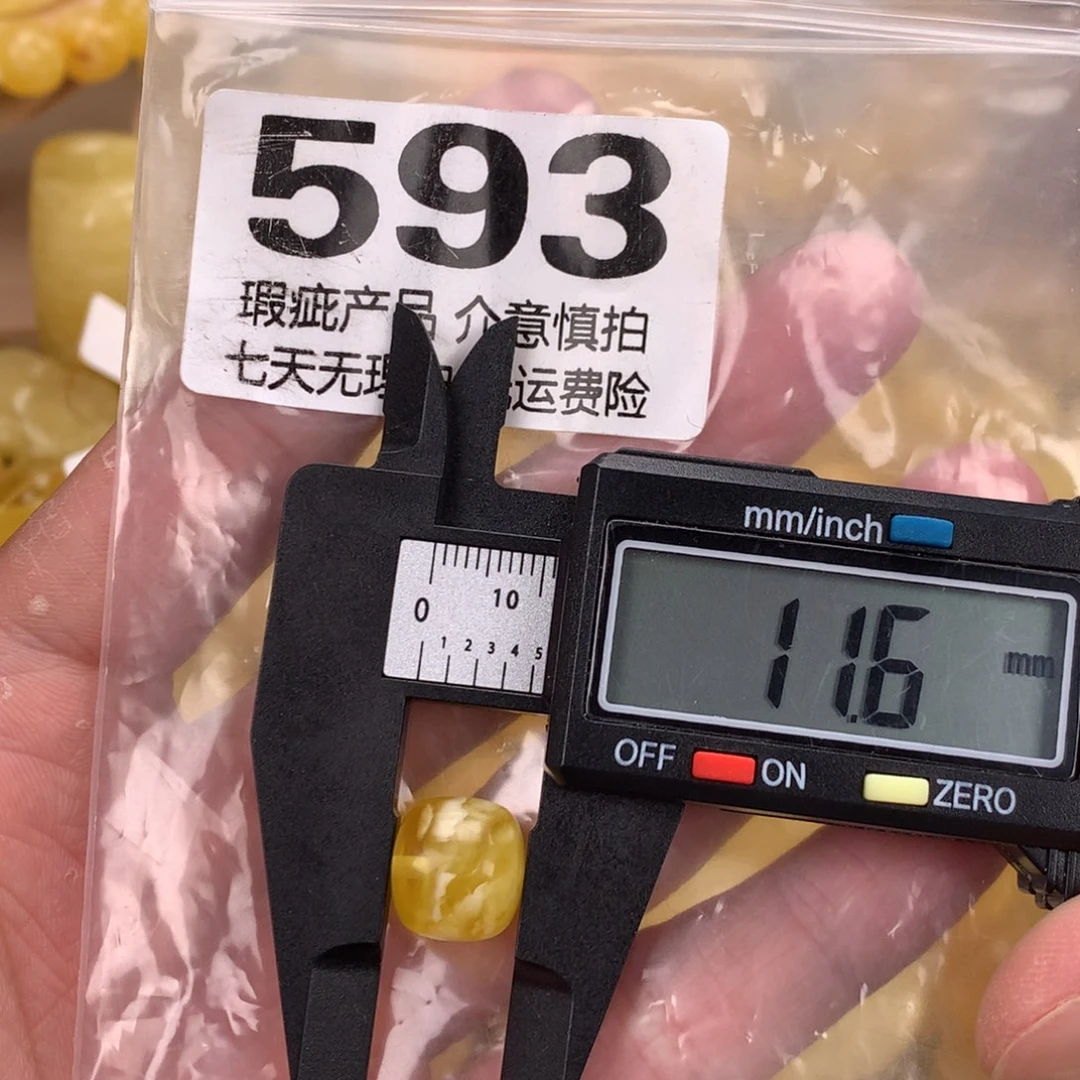 593
瑕疵产品 介意慎拍
七天无理 运费险
mm/inch
0 10
1 2 3 4 5
11.6 mm
OFF ON ZERO